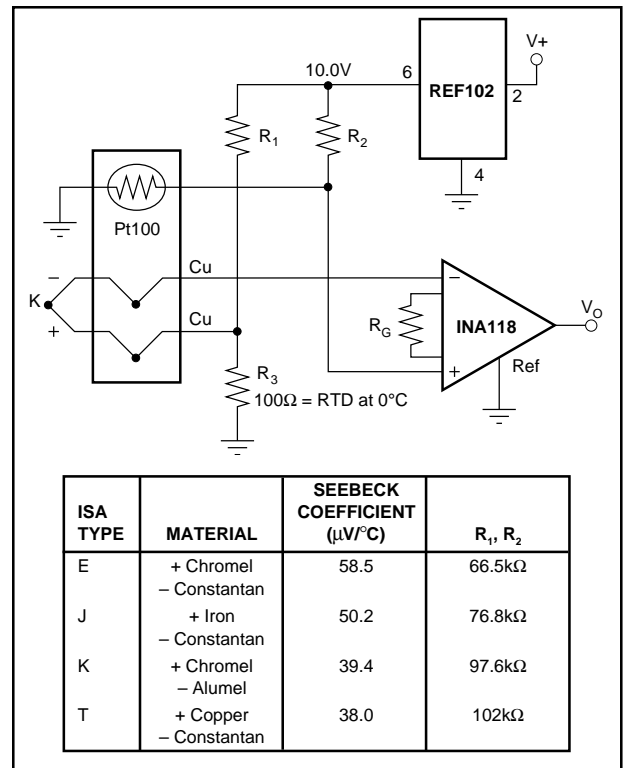 V+
10.0V
6
REF102
2
R1
R2
4
Pt100
–
Cu
K
+
Cu
–
RG
INA118
VO
+
Ref
R3
100Ω = RTD at 0°C
ISA TYPE
MATERIAL
SEEBECK COEFFICIENT (µV/°C)
R1, R2
E
+ Chromel
– Constantan
58.5
66.5kΩ
J
+ Iron
– Constantan
50.2
76.8kΩ
K
+ Chromel
– Alumel
39.4
97.6kΩ
T
+ Copper
– Constantan
38.0
102kΩ